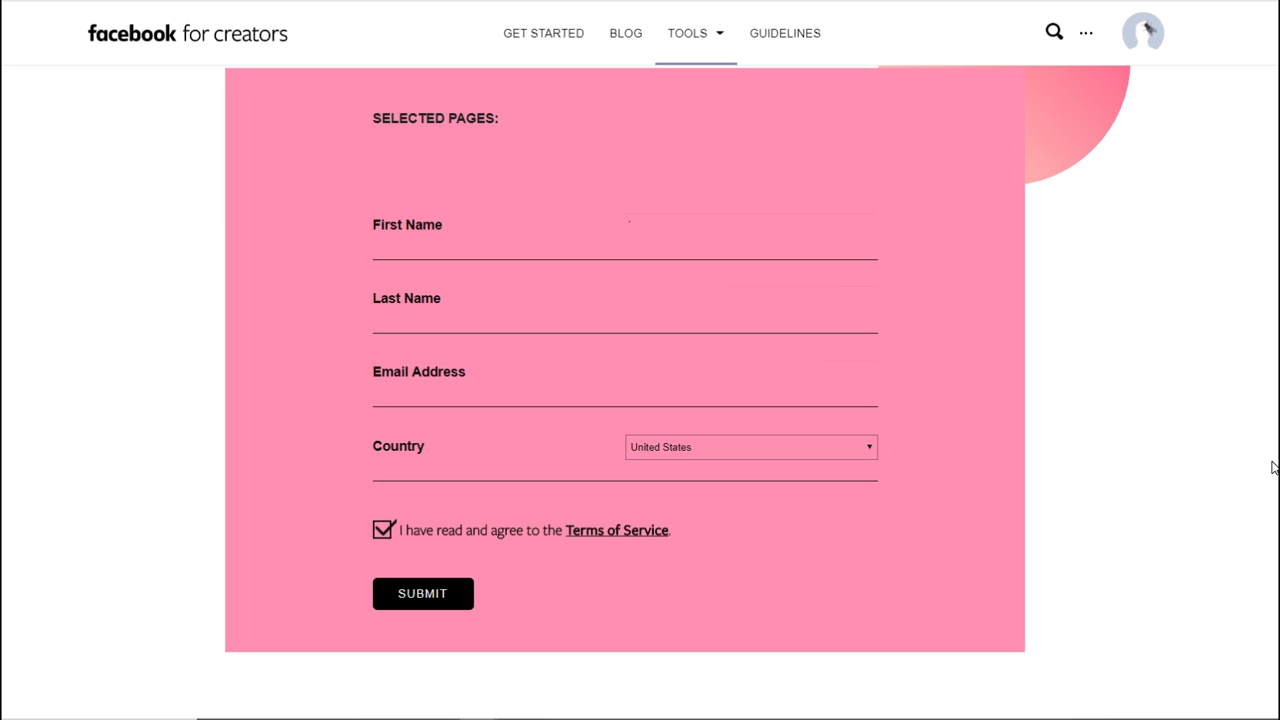 facebook for creators
GET STARTED
BLOG
TOOLS
GUIDELINES
...
SELECTED PAGES:
First Name
Last Name
Email Address
Country
United States
I have read and agree to the Terms of Service.
SUBMIT